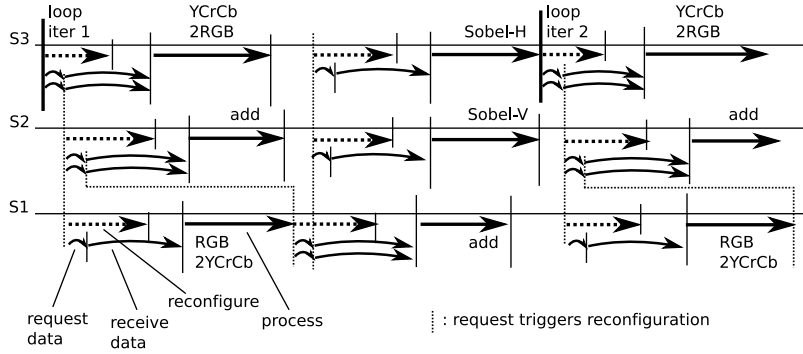 loop
iter 1
YCrCb
2RGB
loop
iter 2
YCrCb
2RGB
S3
Sobel-H
S2
add
Sobel-V
add
S1
RGB
2YCrCb
add
RGB
2YCrCb
request
data
receive
data
reconfigure
process
: request triggers reconfiguration